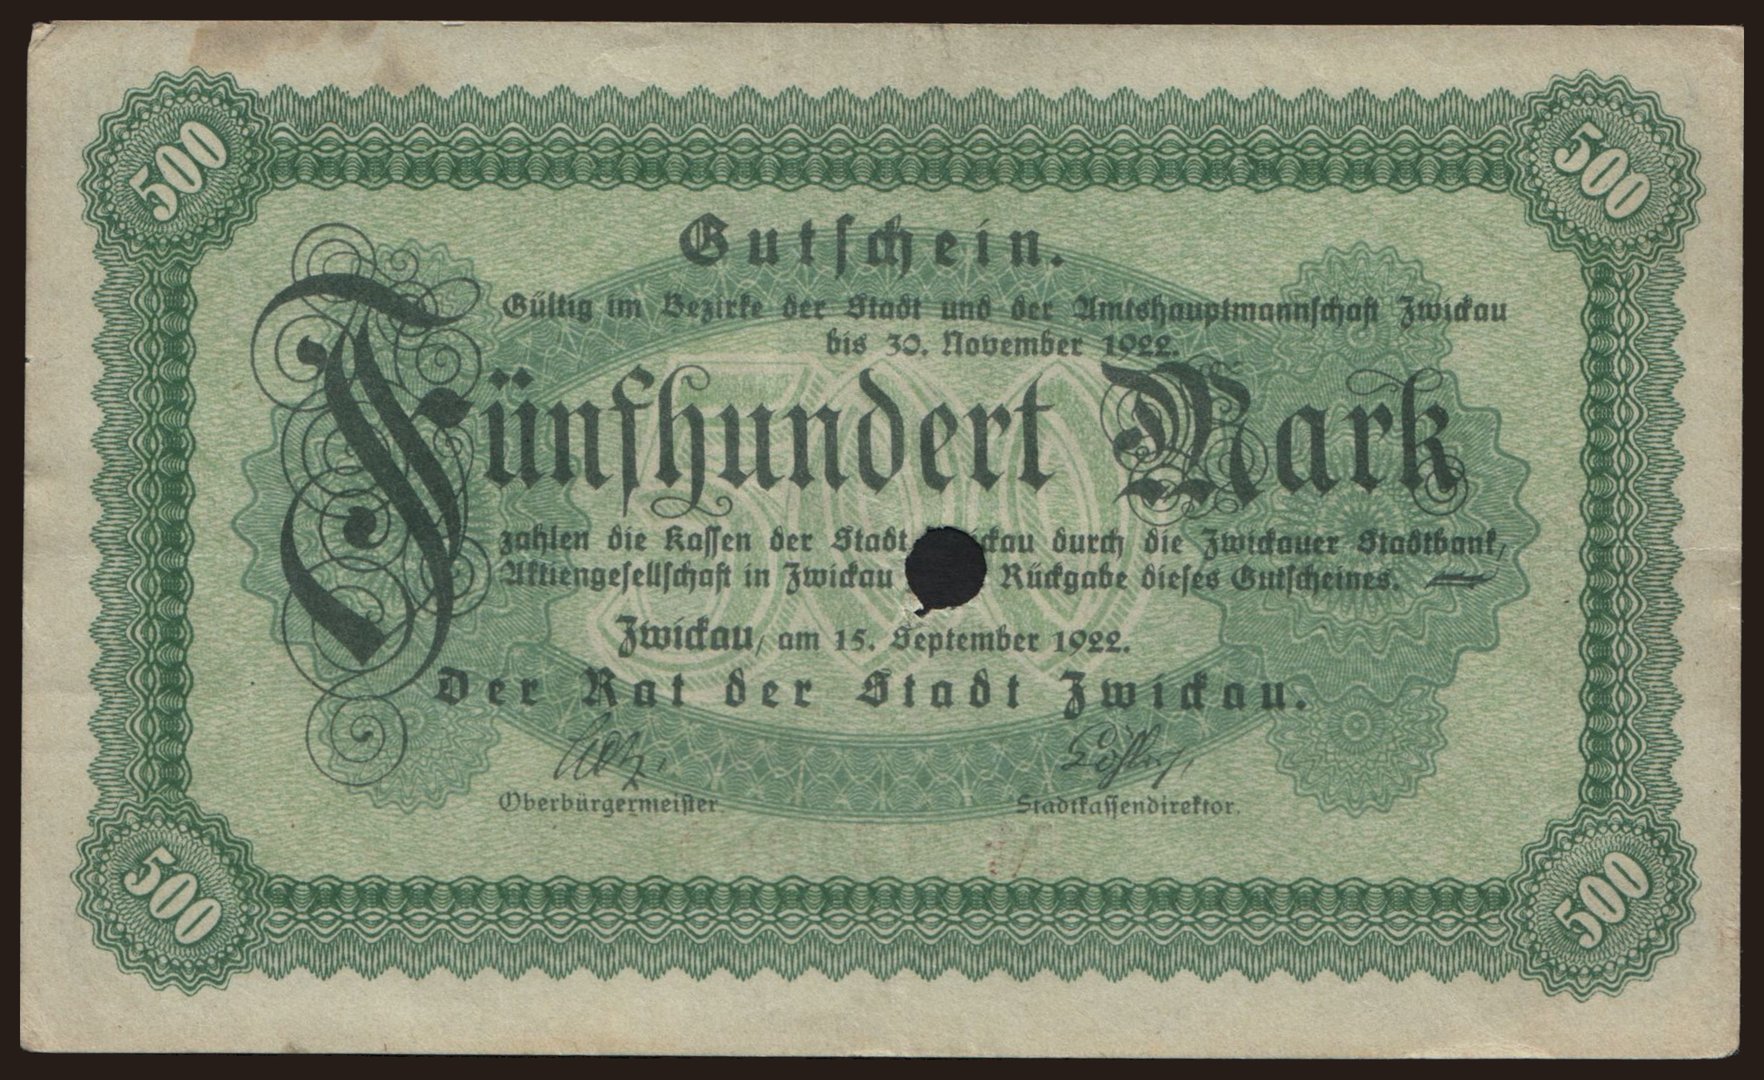 500
500
Gutschein.
Gültig im Bezirke der Stadt und der Amtshauptmannschaft Zwickau
bis 30. November 1922.
Fünfhundert Mark
500
zahlen die Kassen der Stadt durch die Zwickauer Stadtbank,
Aktiengesellschaft in Zwickau Rückgabe dieses Gutscheines.
Zwickau, am 15. September 1922.
Der Rat der Stadt Zwickau.
Oberbürgermeister.
Stadtkassendirektor.
500
500